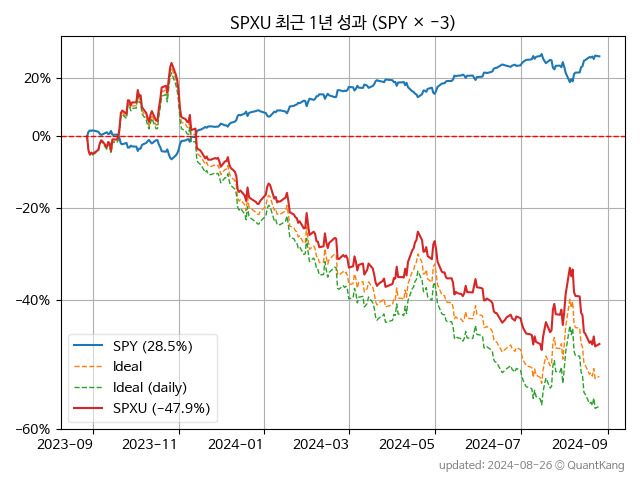 SPXU 최근 1년 성과 (SPY × −3)
20%
0%
−20%
−40%
−60%
SPY (28.5%)
Ideal
Ideal (daily)
SPXU (−47.9%)
2023-09 2023-11 2024-01 2024-03 2024-05 2024-07 2024-09
updated: 2024-08-26 © QuantKang